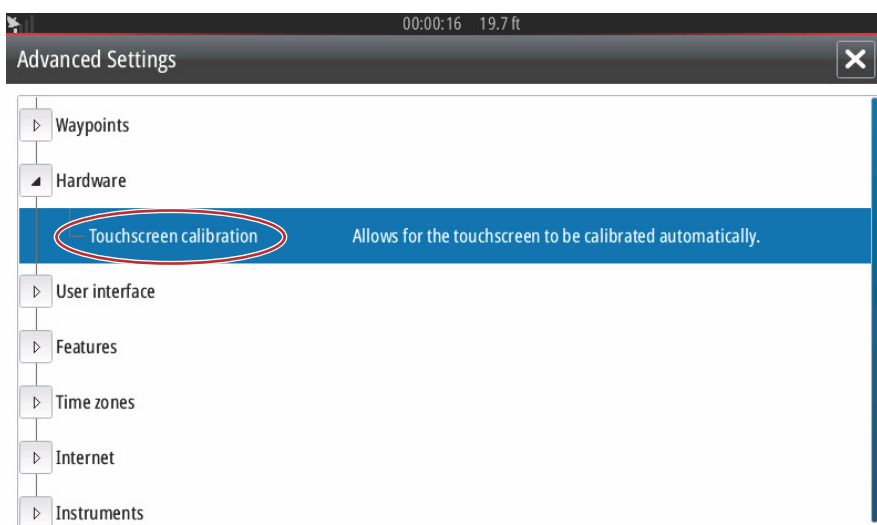 00:00:16 19.7 ft
Advanced Settings
Waypoints
Hardware
Touchscreen calibration Allows for the touchscreen to be calibrated automatically.
User interface
Features
Time zones
Internet
Instruments